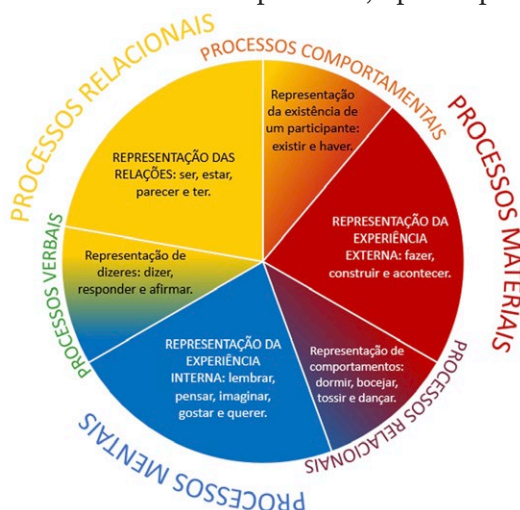 PROCESSOS RELACIONAIS
PROCESSOS COMPORTAMENTAIS
PROCESSOS MATERIAIS
Representação
da existência de
um participante:
existir e haver.
REPRESENTAÇÃO DAS
RELAÇÕES: ser, estar,
parecer e ter.
REPRESENTAÇÃO DA
EXPERIÊNCIA
EXTERNA: fazer,
construir e acontecer.
PROCESSOS VERBAIS
Representação de
dizeres: dizer,
responder e afirmar.
REPRESENTAÇÃO DA
EXPERIÊNCIA
INTERNA: lembrar,
pensar, imaginar,
gostar e querer.
Representação de
comportamentos:
dormir, bocejar,
tossir e dançar.
PROCESSOS RELACIONAIS
PROCESSOS MENTAIS